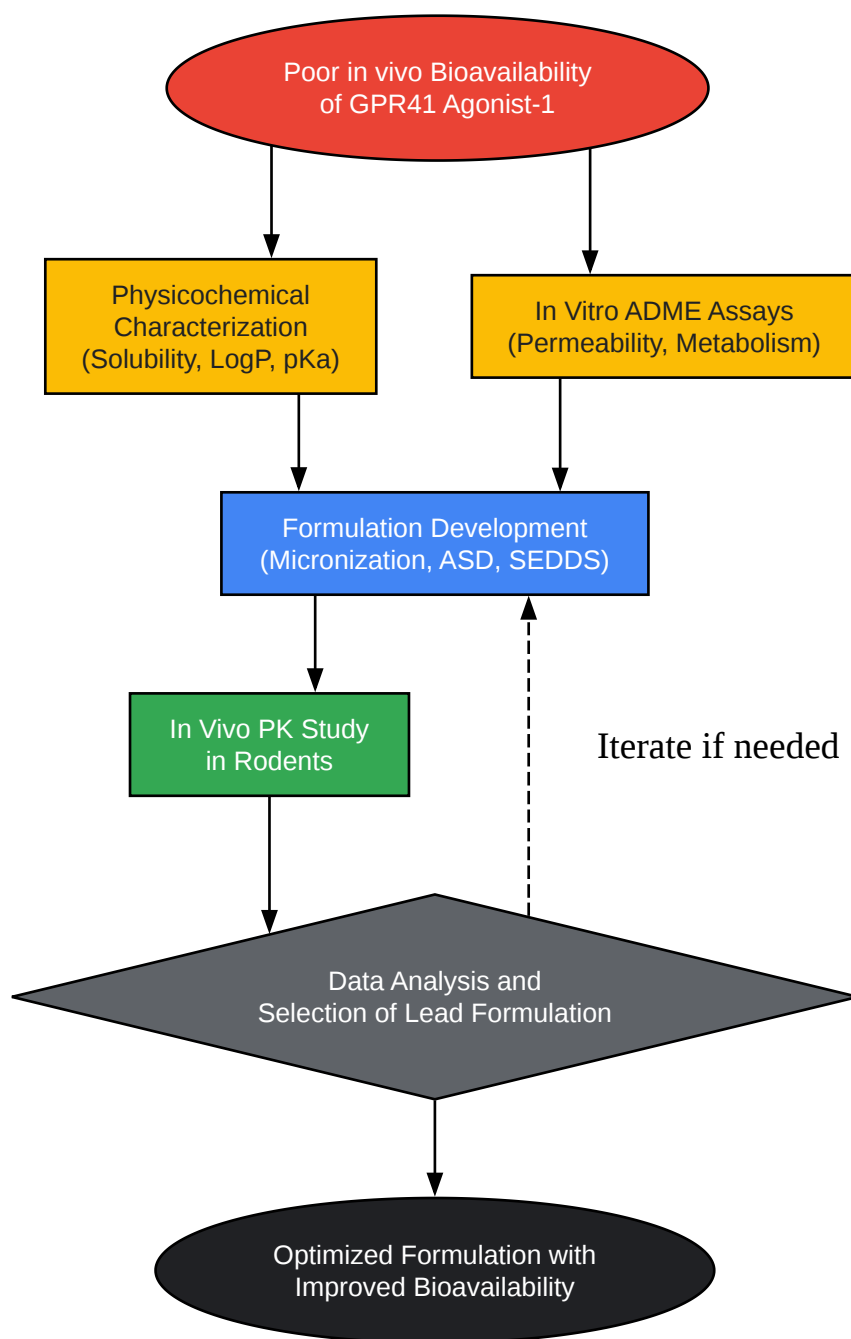 Poor in vivo Bioavailability
of GPR41 Agonist-1
Physicochemical
Characterization
(Solubility, LogP, pKa)
In Vitro ADME Assays
(Permeability, Metabolism)
Formulation Development
(Micronization, ASD, SEDDS)
In Vivo PK Study
in Rodents
Iterate if needed
Data Analysis and
Selection of Lead Formulation
Optimized Formulation with
Improved Bioavailability